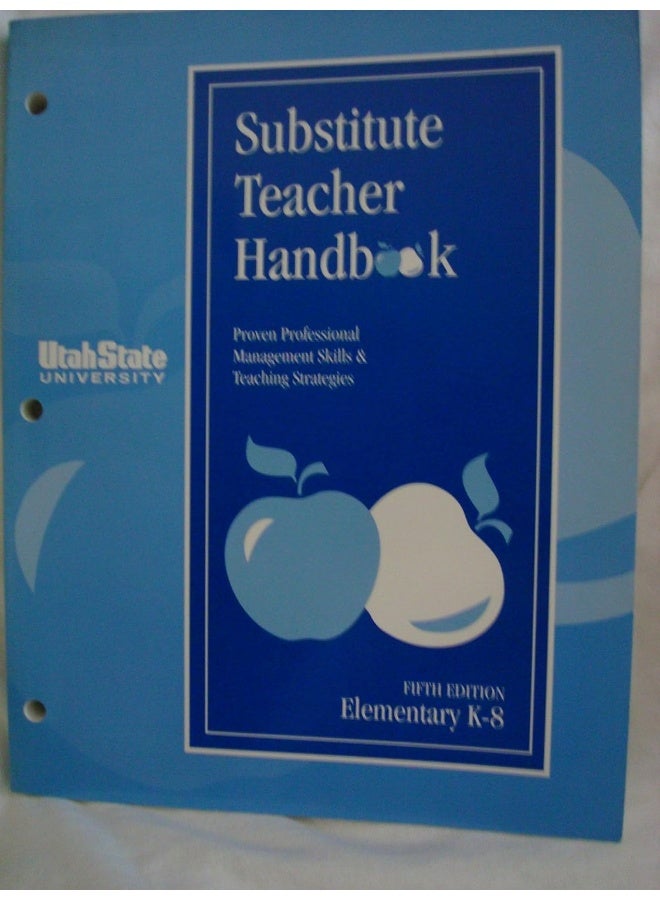 Substitute
Teacher
Handbook
Proven Professional
Management Skills &
Teaching Strategies
UtahState
UNIVERSITY
FIFTH EDITION
Elementary K-8